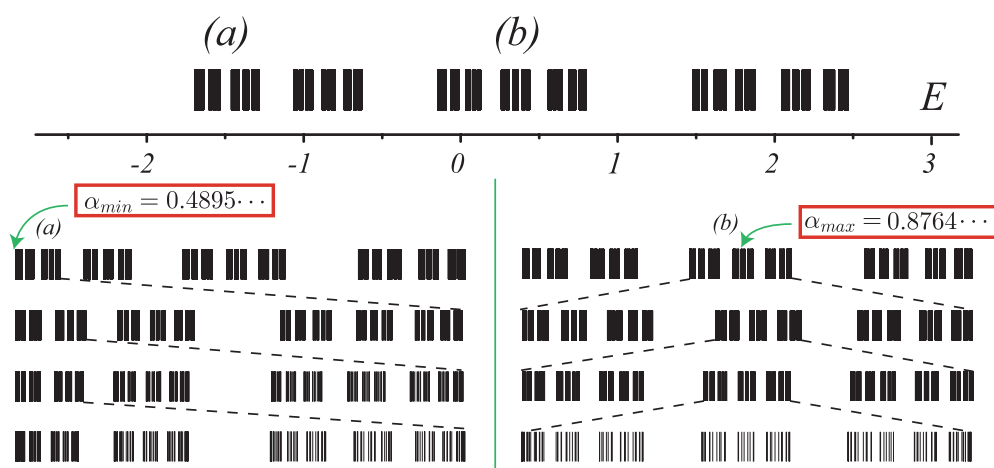 (a) (b)
E
-2 -1 0 1 2 3
α_min = 0.4895···
(a)
(b)
α_max = 0.8764···